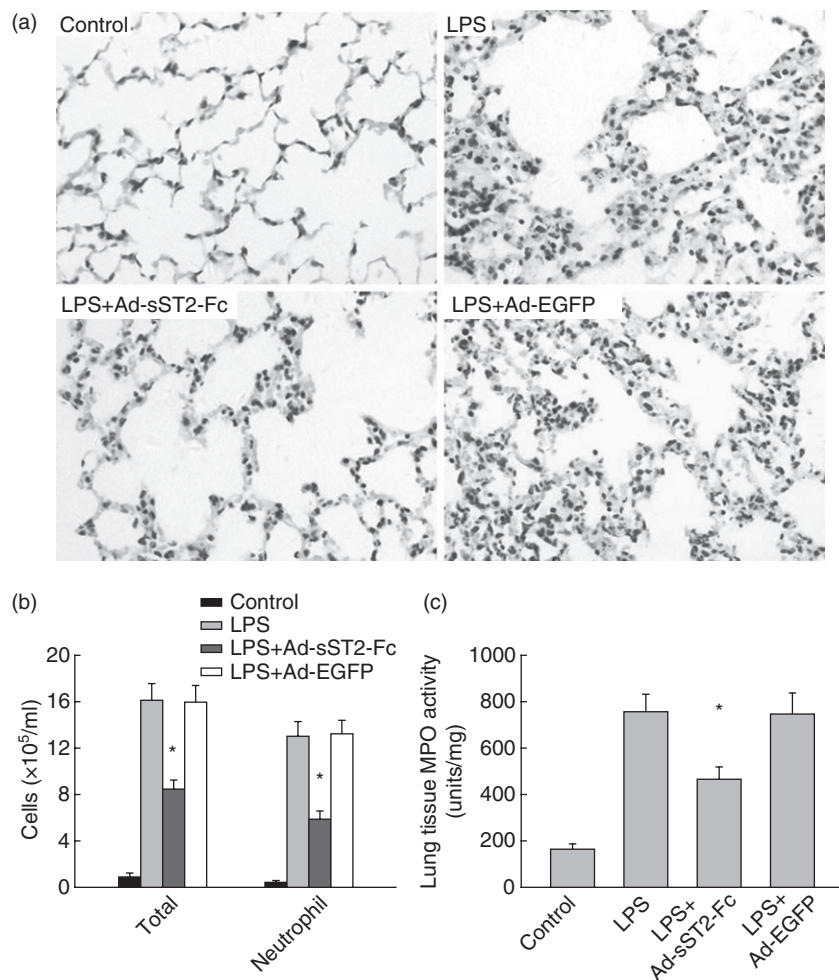 (a)
Control
LPS
LPS+Ad-sST2-Fc
LPS+Ad-EGFP
(b)
Control
LPS
LPS+Ad-sST2-Fc
LPS+Ad-EGFP
Cells (×10⁵/ml)
20
16
12
8
4
0
*
*
Total
Neutrophil
(c)
Lung tissue MPO activity
(units/mg)
1000
800
600
400
200
0
*
Control
LPS
LPS+
Ad-sST2-Fc
LPS+
Ad-EGFP